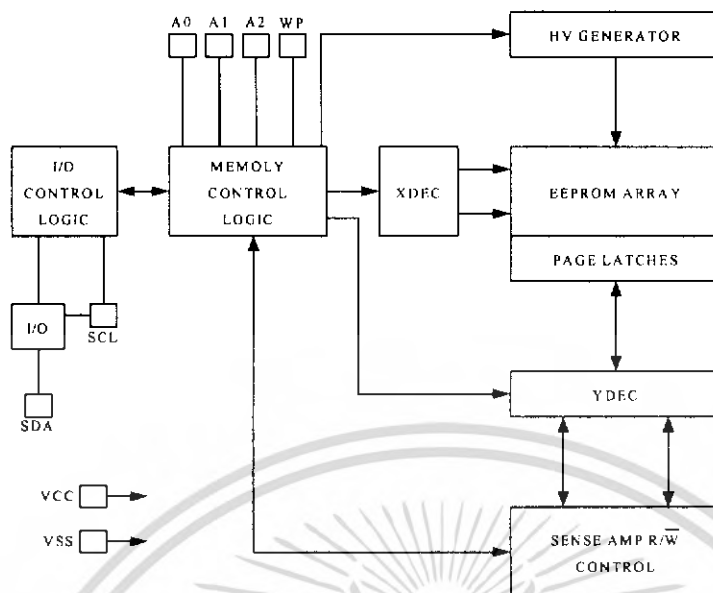 A0 A1 A2 WP
HV GENERATOR
I/D
CONTROL
LOGIC
MEMOLY
CONTROL
LOGIC
XDEC
EEPROM ARRAY
PAGE LATCHES
I/O
SCL
SDA
YDEC
VCC
VSS
SENSE AMP R/W̅
CONTROL